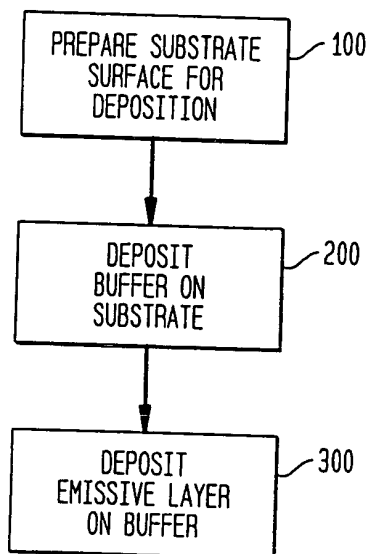 PREPARE SUBSTRATE
SURFACE FOR
DEPOSITION
100
DEPOSIT
BUFFER ON
SUBSTRATE
200
DEPOSIT
EMISSIVE LAYER
ON BUFFER
300